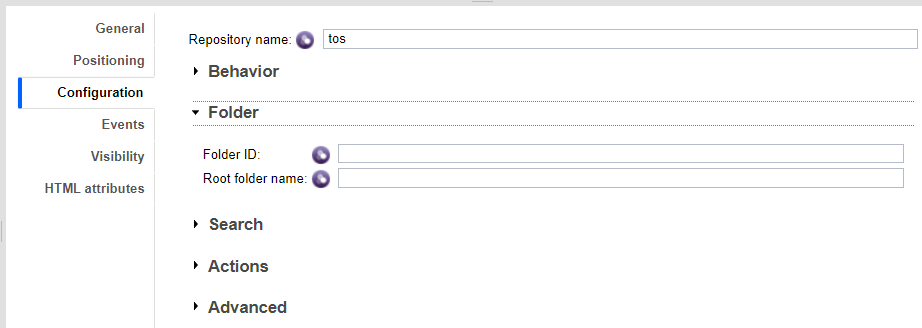 General
Positioning
Configuration
Events
Visibility
HTML attributes
Repository name: tos
Behavior
Folder
Folder ID:
Root folder name:
Search
Actions
Advanced